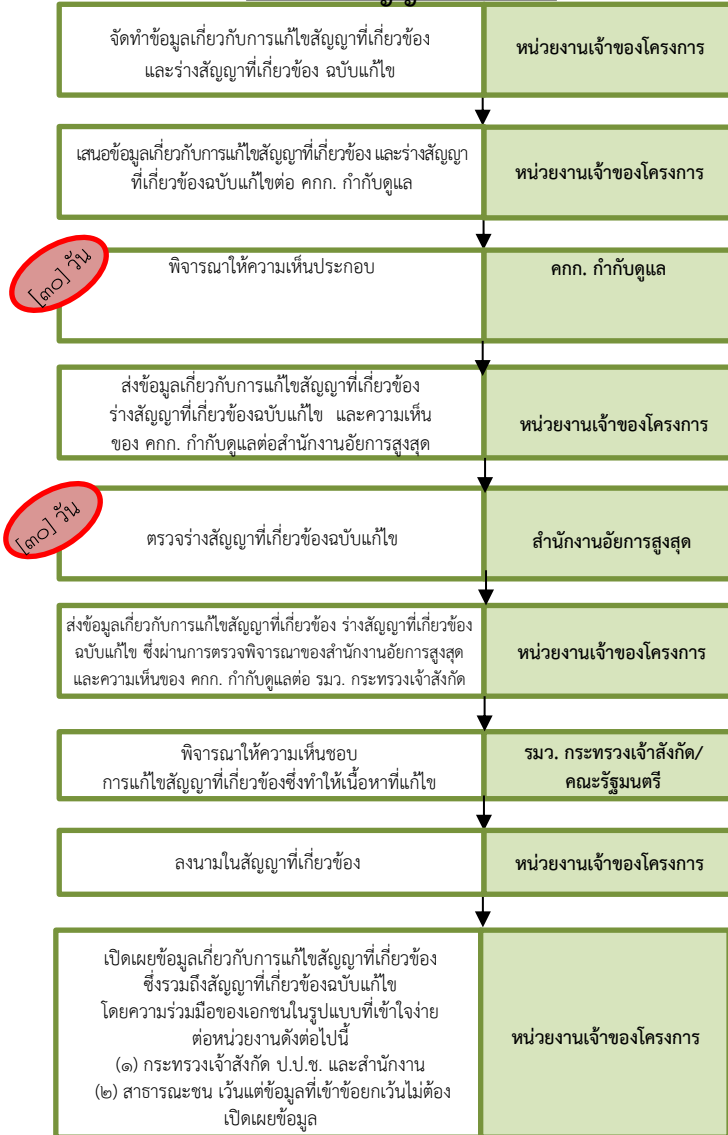 จัดทำข้อมูลเกี่ยวกับการแก้ไขสัญญาที่เกี่ยวข้อง
และร่างสัญญาที่เกี่ยวข้อง ฉบับแก้ไข
หน่วยงานเจ้าของโครงการ
เสนอข้อมูลเกี่ยวกับการแก้ไขสัญญาที่เกี่ยวข้อง และร่างสัญญา
ที่เกี่ยวข้องฉบับแก้ไขต่อ คกก. กำกับดูแล
หน่วยงานเจ้าของโครงการ
[๓๐] วัน
พิจารณาให้ความเห็นประกอบ
คกก. กำกับดูแล
ส่งข้อมูลเกี่ยวกับการแก้ไขสัญญาที่เกี่ยวข้อง
ร่างสัญญาที่เกี่ยวข้องฉบับแก้ไข และความเห็น
ของ คกก. กำกับดูแลต่อสำนักงานอัยการสูงสุด
หน่วยงานเจ้าของโครงการ
[๓๐] วัน
ตรวจร่างสัญญาที่เกี่ยวข้องฉบับแก้ไข
สำนักงานอัยการสูงสุด
ส่งข้อมูลเกี่ยวกับการแก้ไขสัญญาที่เกี่ยวข้อง ร่างสัญญาที่เกี่ยวข้อง
ฉบับแก้ไข ซึ่งผ่านการตรวจพิจารณาของสำนักงานอัยการสูงสุด
และความเห็นของ คกก. กำกับดูแลต่อ รมว. กระทรวงเจ้าสังกัด
หน่วยงานเจ้าของโครงการ
พิจารณาให้ความเห็นชอบ
การแก้ไขสัญญาที่เกี่ยวข้องซึ่งทำให้เนื้อหาที่แก้ไข
รมว. กระทรวงเจ้าสังกัด/
คณะรัฐมนตรี
ลงนามในสัญญาที่เกี่ยวข้อง
หน่วยงานเจ้าของโครงการ
เปิดเผยข้อมูลเกี่ยวกับการแก้ไขสัญญาที่เกี่ยวข้อง
ซึ่งรวมถึงสัญญาที่เกี่ยวข้องฉบับแก้ไข
โดยความร่วมมือของเอกชนในรูปแบบที่เข้าใจง่าย
ต่อหน่วยงานดังต่อไปนี้
(๑) กระทรวงเจ้าสังกัด ป.ป.ช. และสำนักงาน
(๒) สาธารณะชน เว้นแต่ข้อมูลที่เข้าข้อยกเว้นไม่ต้อง
เปิดเผยข้อมูล
หน่วยงานเจ้าของโครงการ